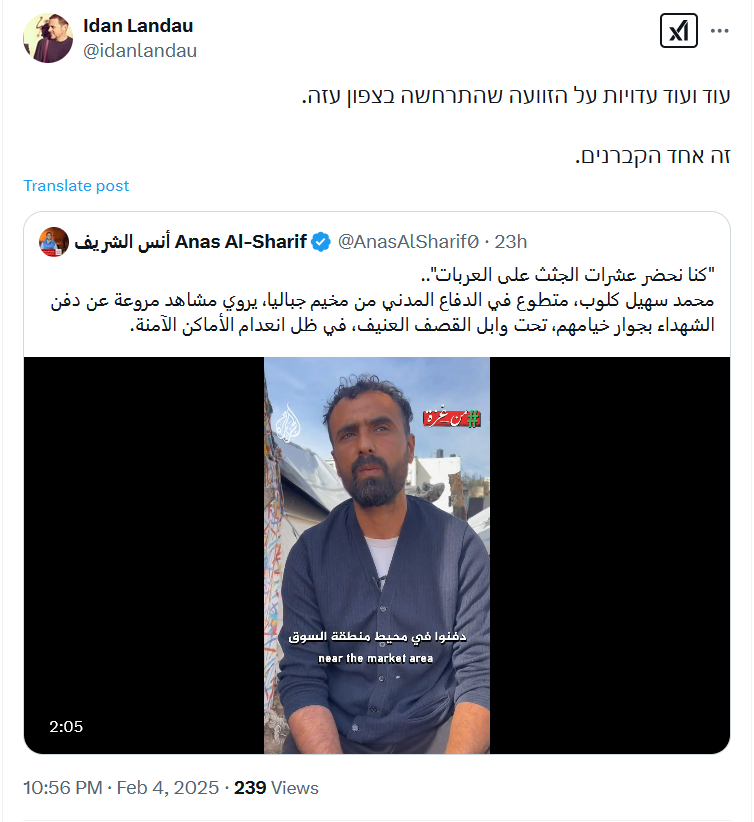 Idan Landau
@idanlandau
עוד ועוד עדויות על הזוועה שהתרחשה בצפון עזה.
זה אחד הקברנים.
Translate post
أنس الشريف Anas Al-Sharif @AnasAlSharif0 · 23h
"كنا نحضر عشرات الجثث على العربات"..
محمد سهيل كلوب، متطوع في الدفاع المدني من مخيم جباليا، يروي مشاهد مروعة عن دفن
الشهداء بجوار خيامهم، تحت وابل القصف العنيف، في ظل انعدام الأماكن الآمنة.
#من غزة
دفنوا في محيط منطقة السوق
near the market area
2:05
10:56 PM · Feb 4, 2025 · 239 Views